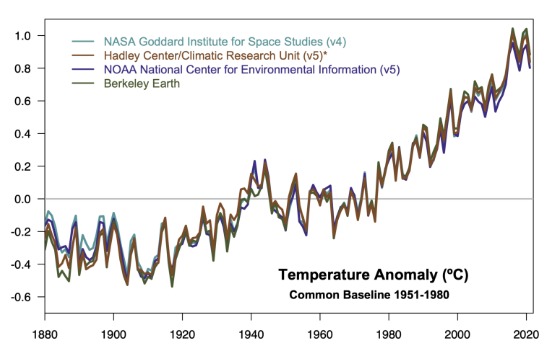 1.0
0.8
0.6
0.4
0.2
0.0
-0.2
-0.4
-0.6
NASA Goddard Institute for Space Studies (v4)
Hadley Center/Climatic Research Unit (v5)*
NOAA National Center for Environmental Information (v5)
Berkeley Earth
Temperature Anomaly (ºC)
Common Baseline 1951-1980
1880 1900 1920 1940 1960 1980 2000 2020